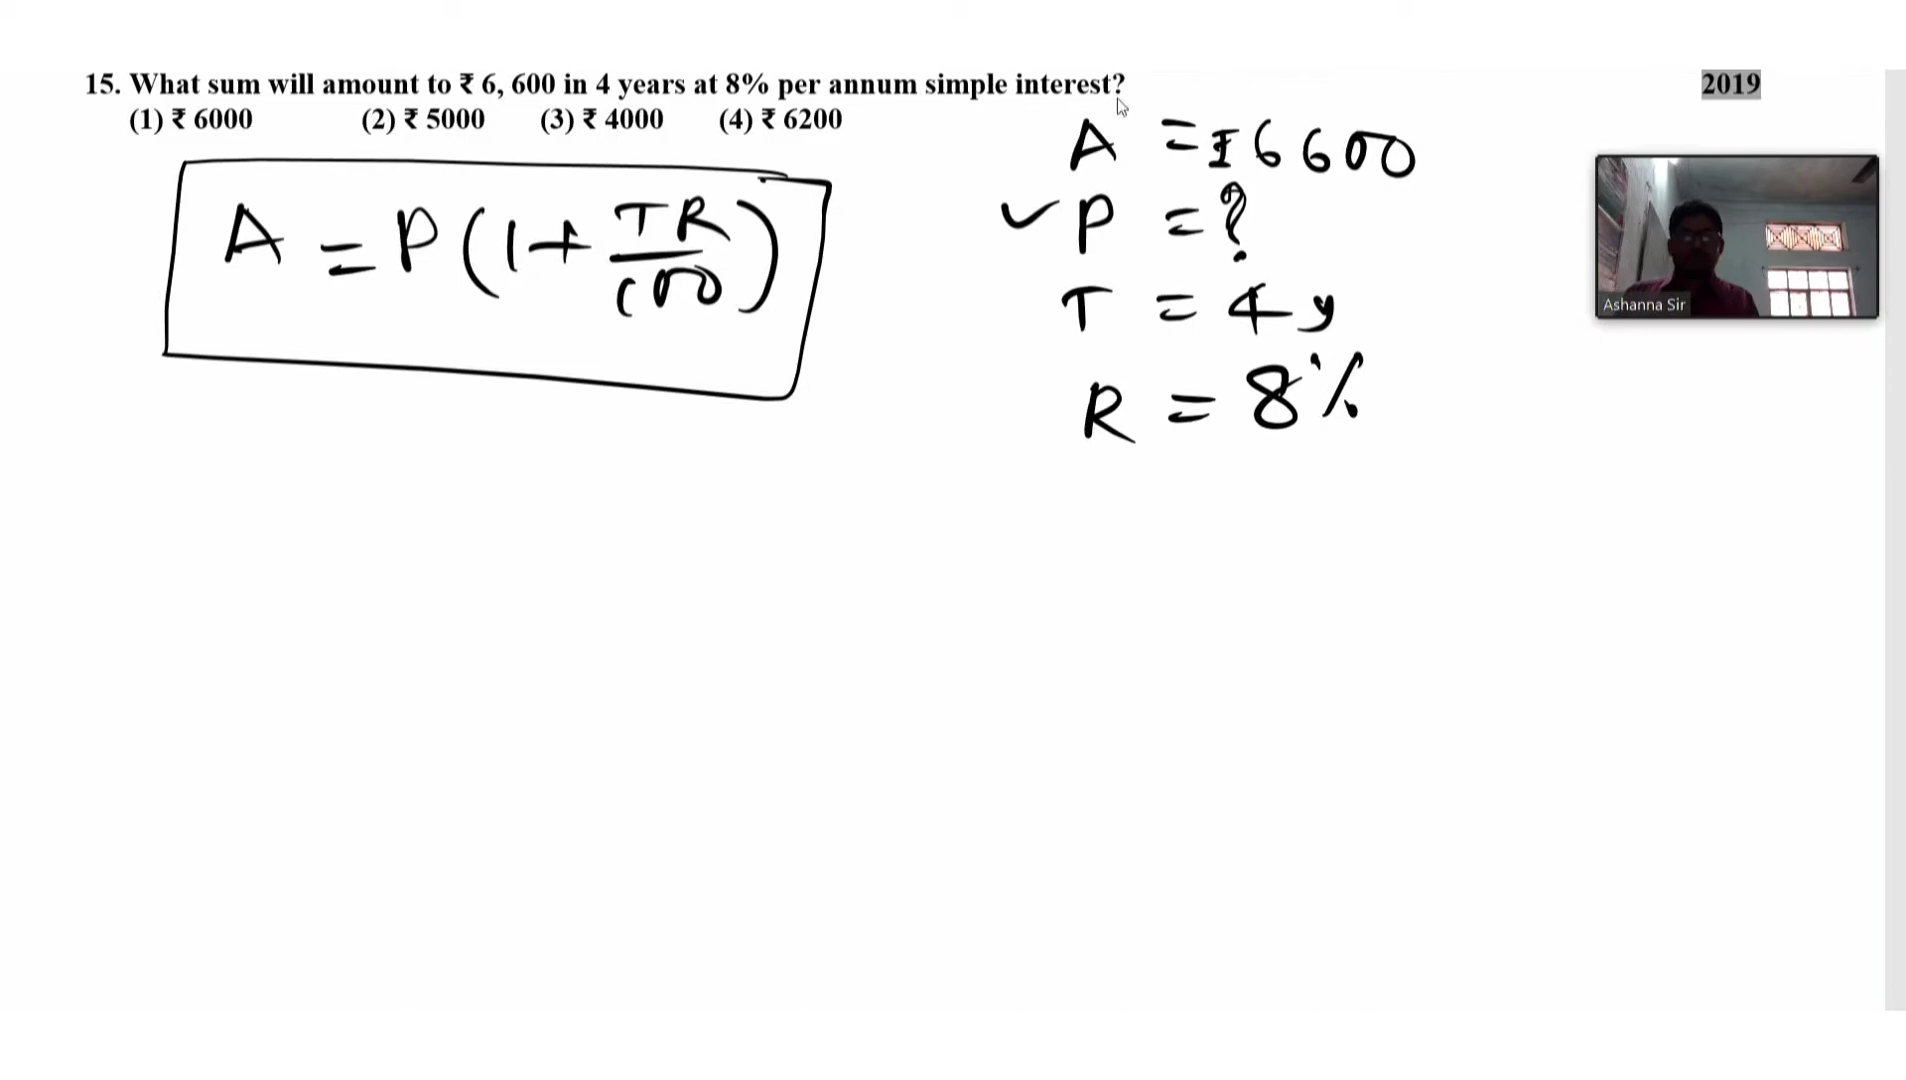 15. What sum will amount to ₹ 6, 600 in 4 years at 8% per annum simple interest? 2019
(1) ₹ 6000 (2) ₹ 5000 (3) ₹ 4000 (4) ₹ 6200
A = P(1+TR/100)
A = ₹6600
✓P = ?
T = 4y
R = 8%
Ashanna Sir